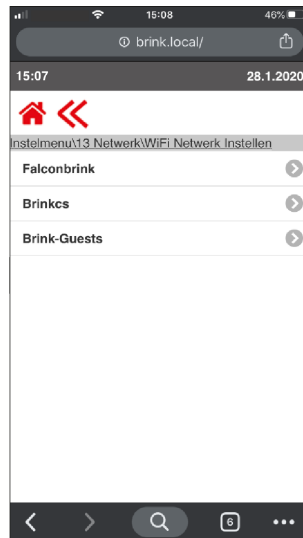 15:08
46%
brink.local/
15:07 28.1.2020
Instelmenu\13 Netwerk\WiFi Netwerk Instellen
Falconbrink
Brinkcs
Brink-Guests
6